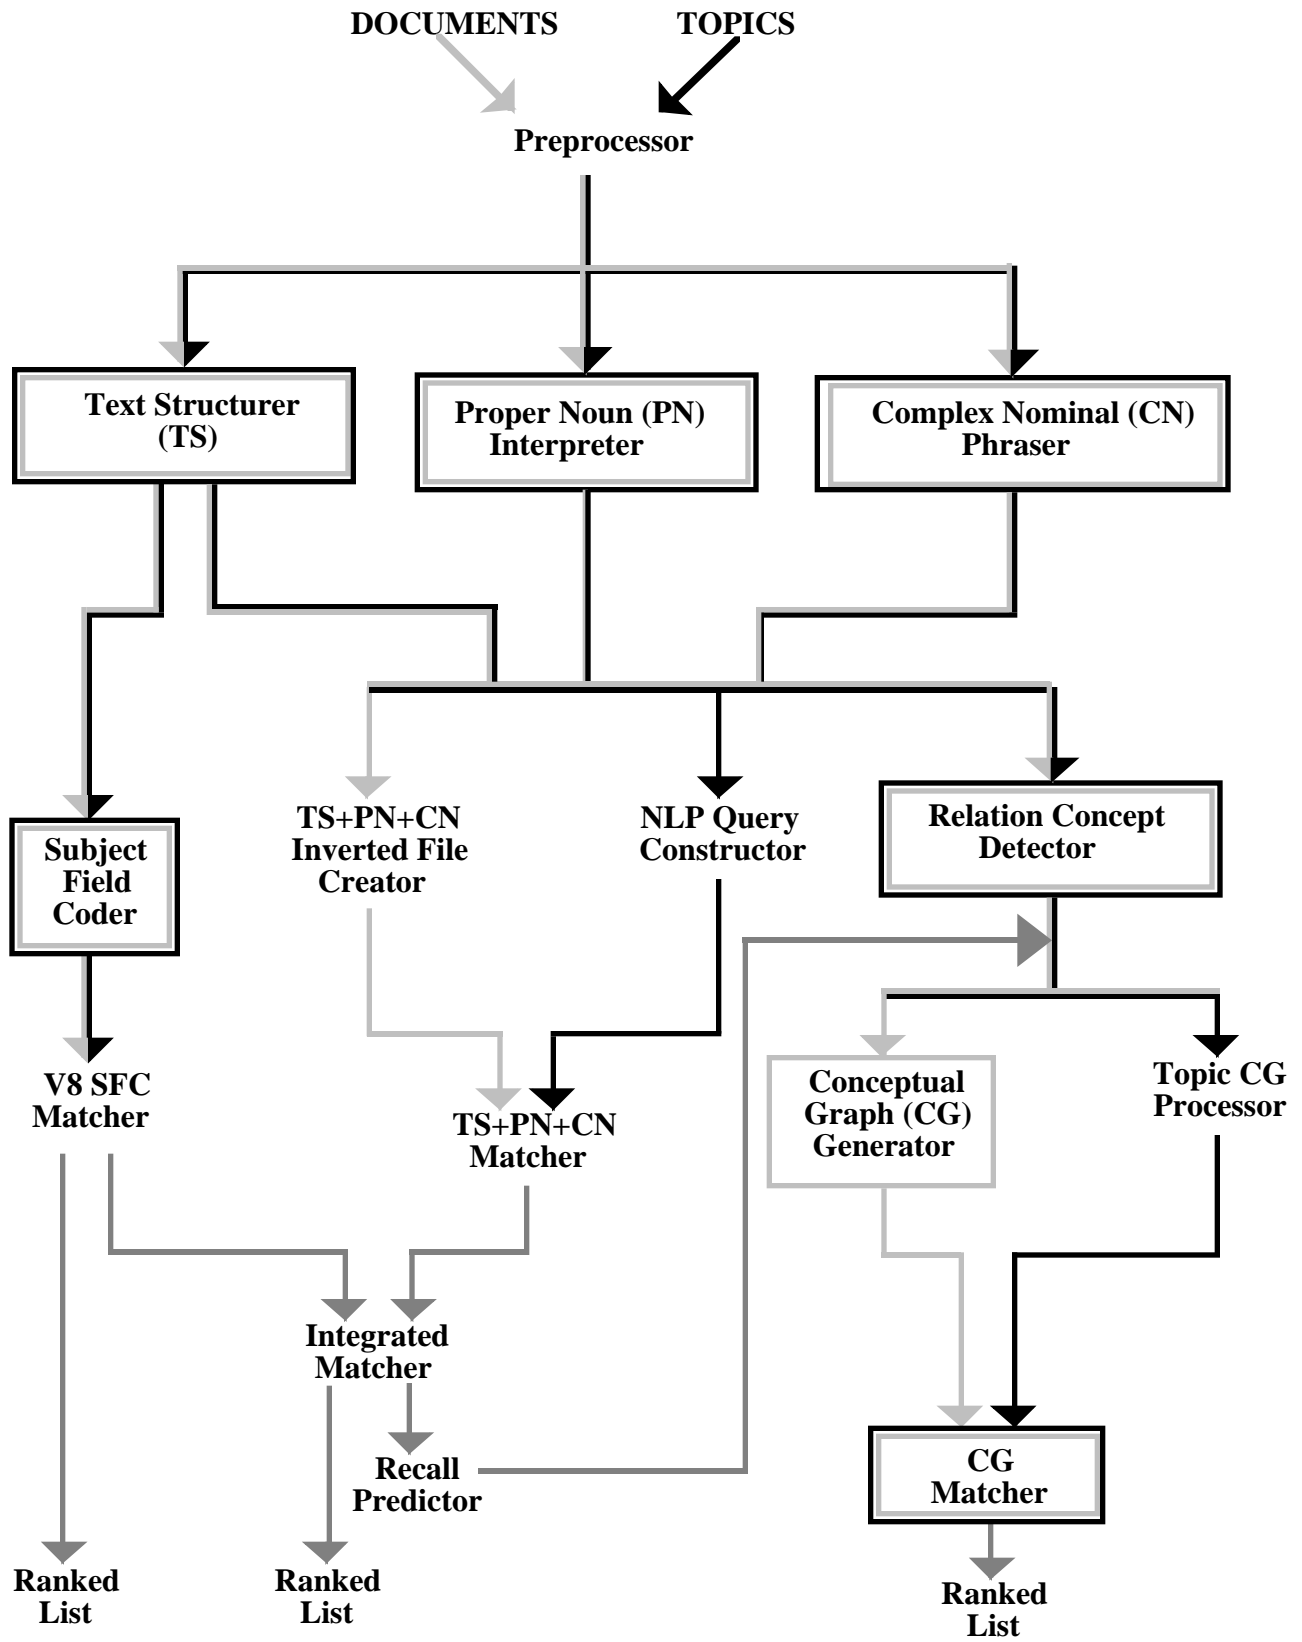 DOCUMENTS
TOPICS
Preprocessor
Text Structurer
(TS)
Proper Noun (PN)
Interpreter
Complex Nominal (CN)
Phraser
Subject
Field
Coder
TS+PN+CN
Inverted File
Creator
NLP Query
Constructor
Relation Concept
Detector
V8 SFC
Matcher
TS+PN+CN
Matcher
Conceptual
Graph (CG)
Generator
Topic CG
Processor
Integrated
Matcher
Recall
Predictor
CG
Matcher
Ranked
List
Ranked
List
Ranked
List